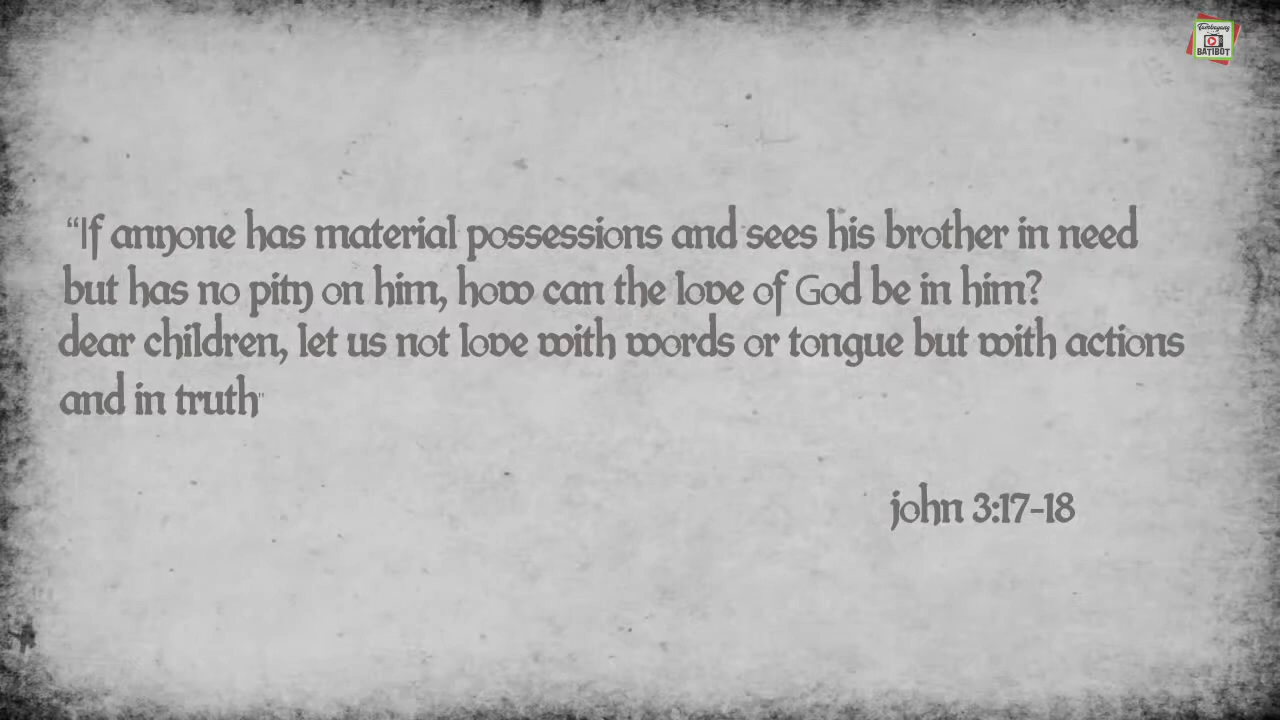 Tambayang
BATIBOT
“If anyone has material possessions and sees his brother in need
but has no pity on him, how can the love of God be in him?
dear children, let us not love with words or tongue but with actions
and in truth"
john 3:17-18